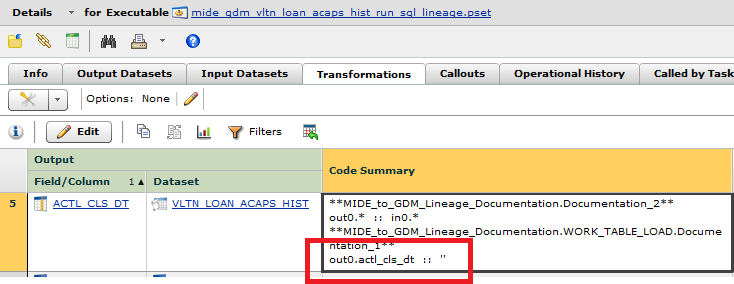 Details for Executable mide_gdm_vltn_loan_acaps_hist_run_sql_lineage.pset
Info Output Datasets Input Datasets Transformations Callouts Operational History Called by Task
Options: None
Edit Filters
Output
Code Summary
Field/Column 1 Dataset
5 ACTL_CLS_DT VLTN_LOAN_ACAPS_HIST
**MIDE_to_GDM_Lineage_Documentation.Documentation_2**
out0.* :: in0.*
**MIDE_to_GDM_Lineage_Documentation.WORK_TABLE_LOAD.Docume
ntation_1**
out0.actl_cls_dt :: ''